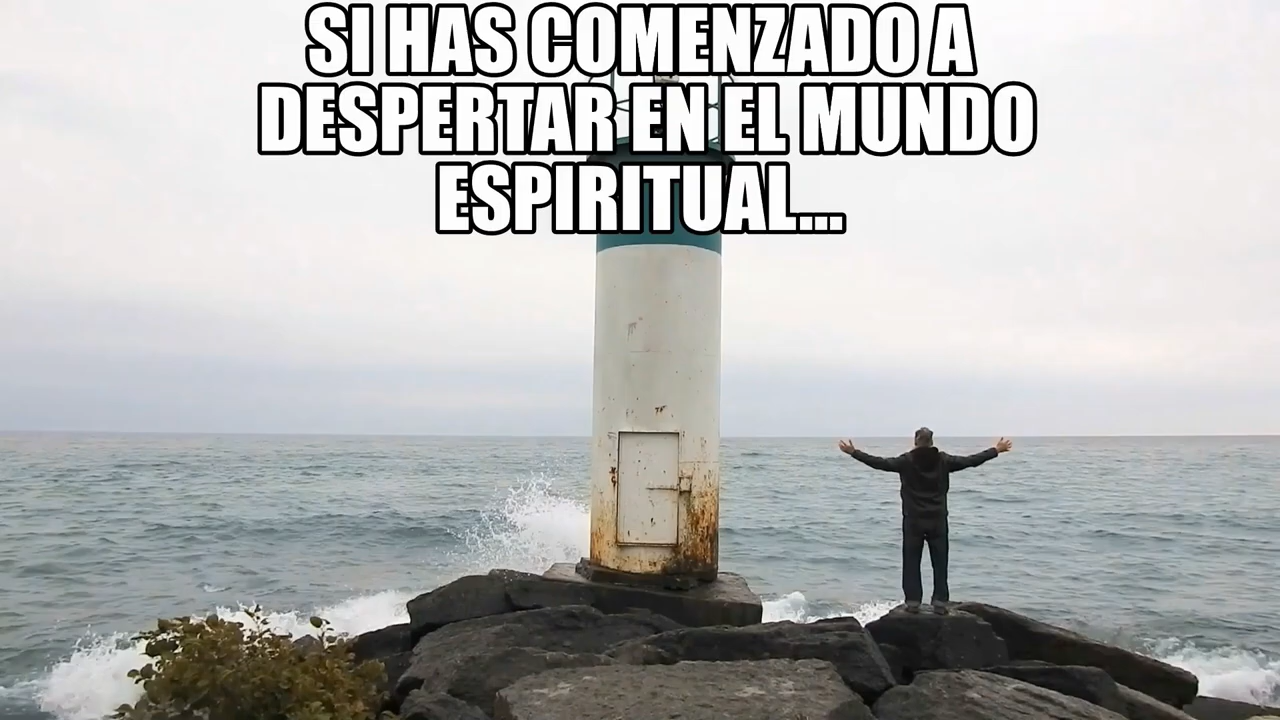 SI HAS COMENZADO A
DESPERTAR EN EL MUNDO
ESPIRITUAL...